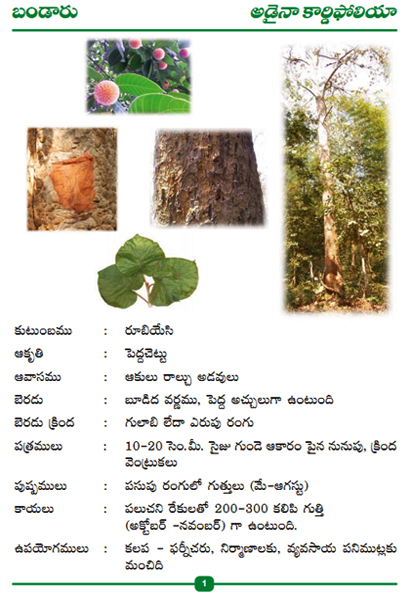 బండారు అడైనా కార్డిఫోలియా
కుటుంబము : రూబియేసి
ఆకృతి : పెద్దచెట్టు
ఆవాసము : ఆకులు రాల్చు అడవులు
బెరడు : బూడిద వర్ణము, పెద్ద అచ్చులుగా ఉంటుంది
బెరడు క్రింద : గులాబి లేదా ఎరుపు రంగు
పత్రములు : 10-20 సెం.మీ. సైజు గుండె ఆకారం పైన నునుపు, క్రింద
వెంట్రుకలు
పుష్పములు : పసుపు రంగులో గుత్తులు (మే-ఆగస్టు)
కాయలు : పలుచని రేకులతో 200-300 కలిపి గుత్తి
(అక్టోబర్ -నవంబర్) గా ఉంటుంది.
ఉపయోగములు : కలప - ఫర్నీచరు, నిర్మాణాలకు, వ్యవసాయ పనిముట్లకు
మంచిది
1